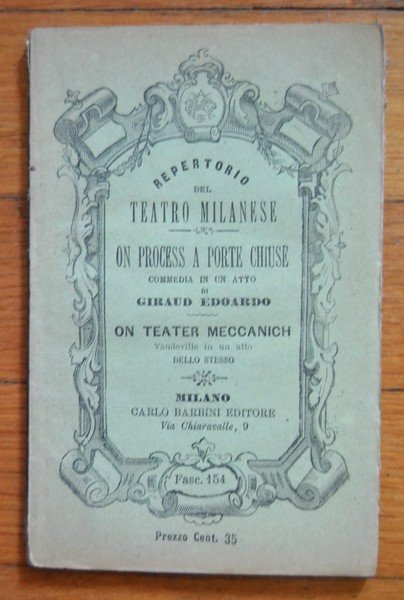 REPERTORIO
DEL
TEATRO MILANESE
ON PROCESS A PORTE CHIUSE
COMMEDIA IN UN ATTO
DI
GIRAUD EDOARDO
ON TEATER MECCANICH
Vaudeville in un atto
DELLO STESSO
MILANO
CARLO BARBINI EDITORE
Via Chiaravalle, 9
Fasc. 154
Prezzo Cent. 35